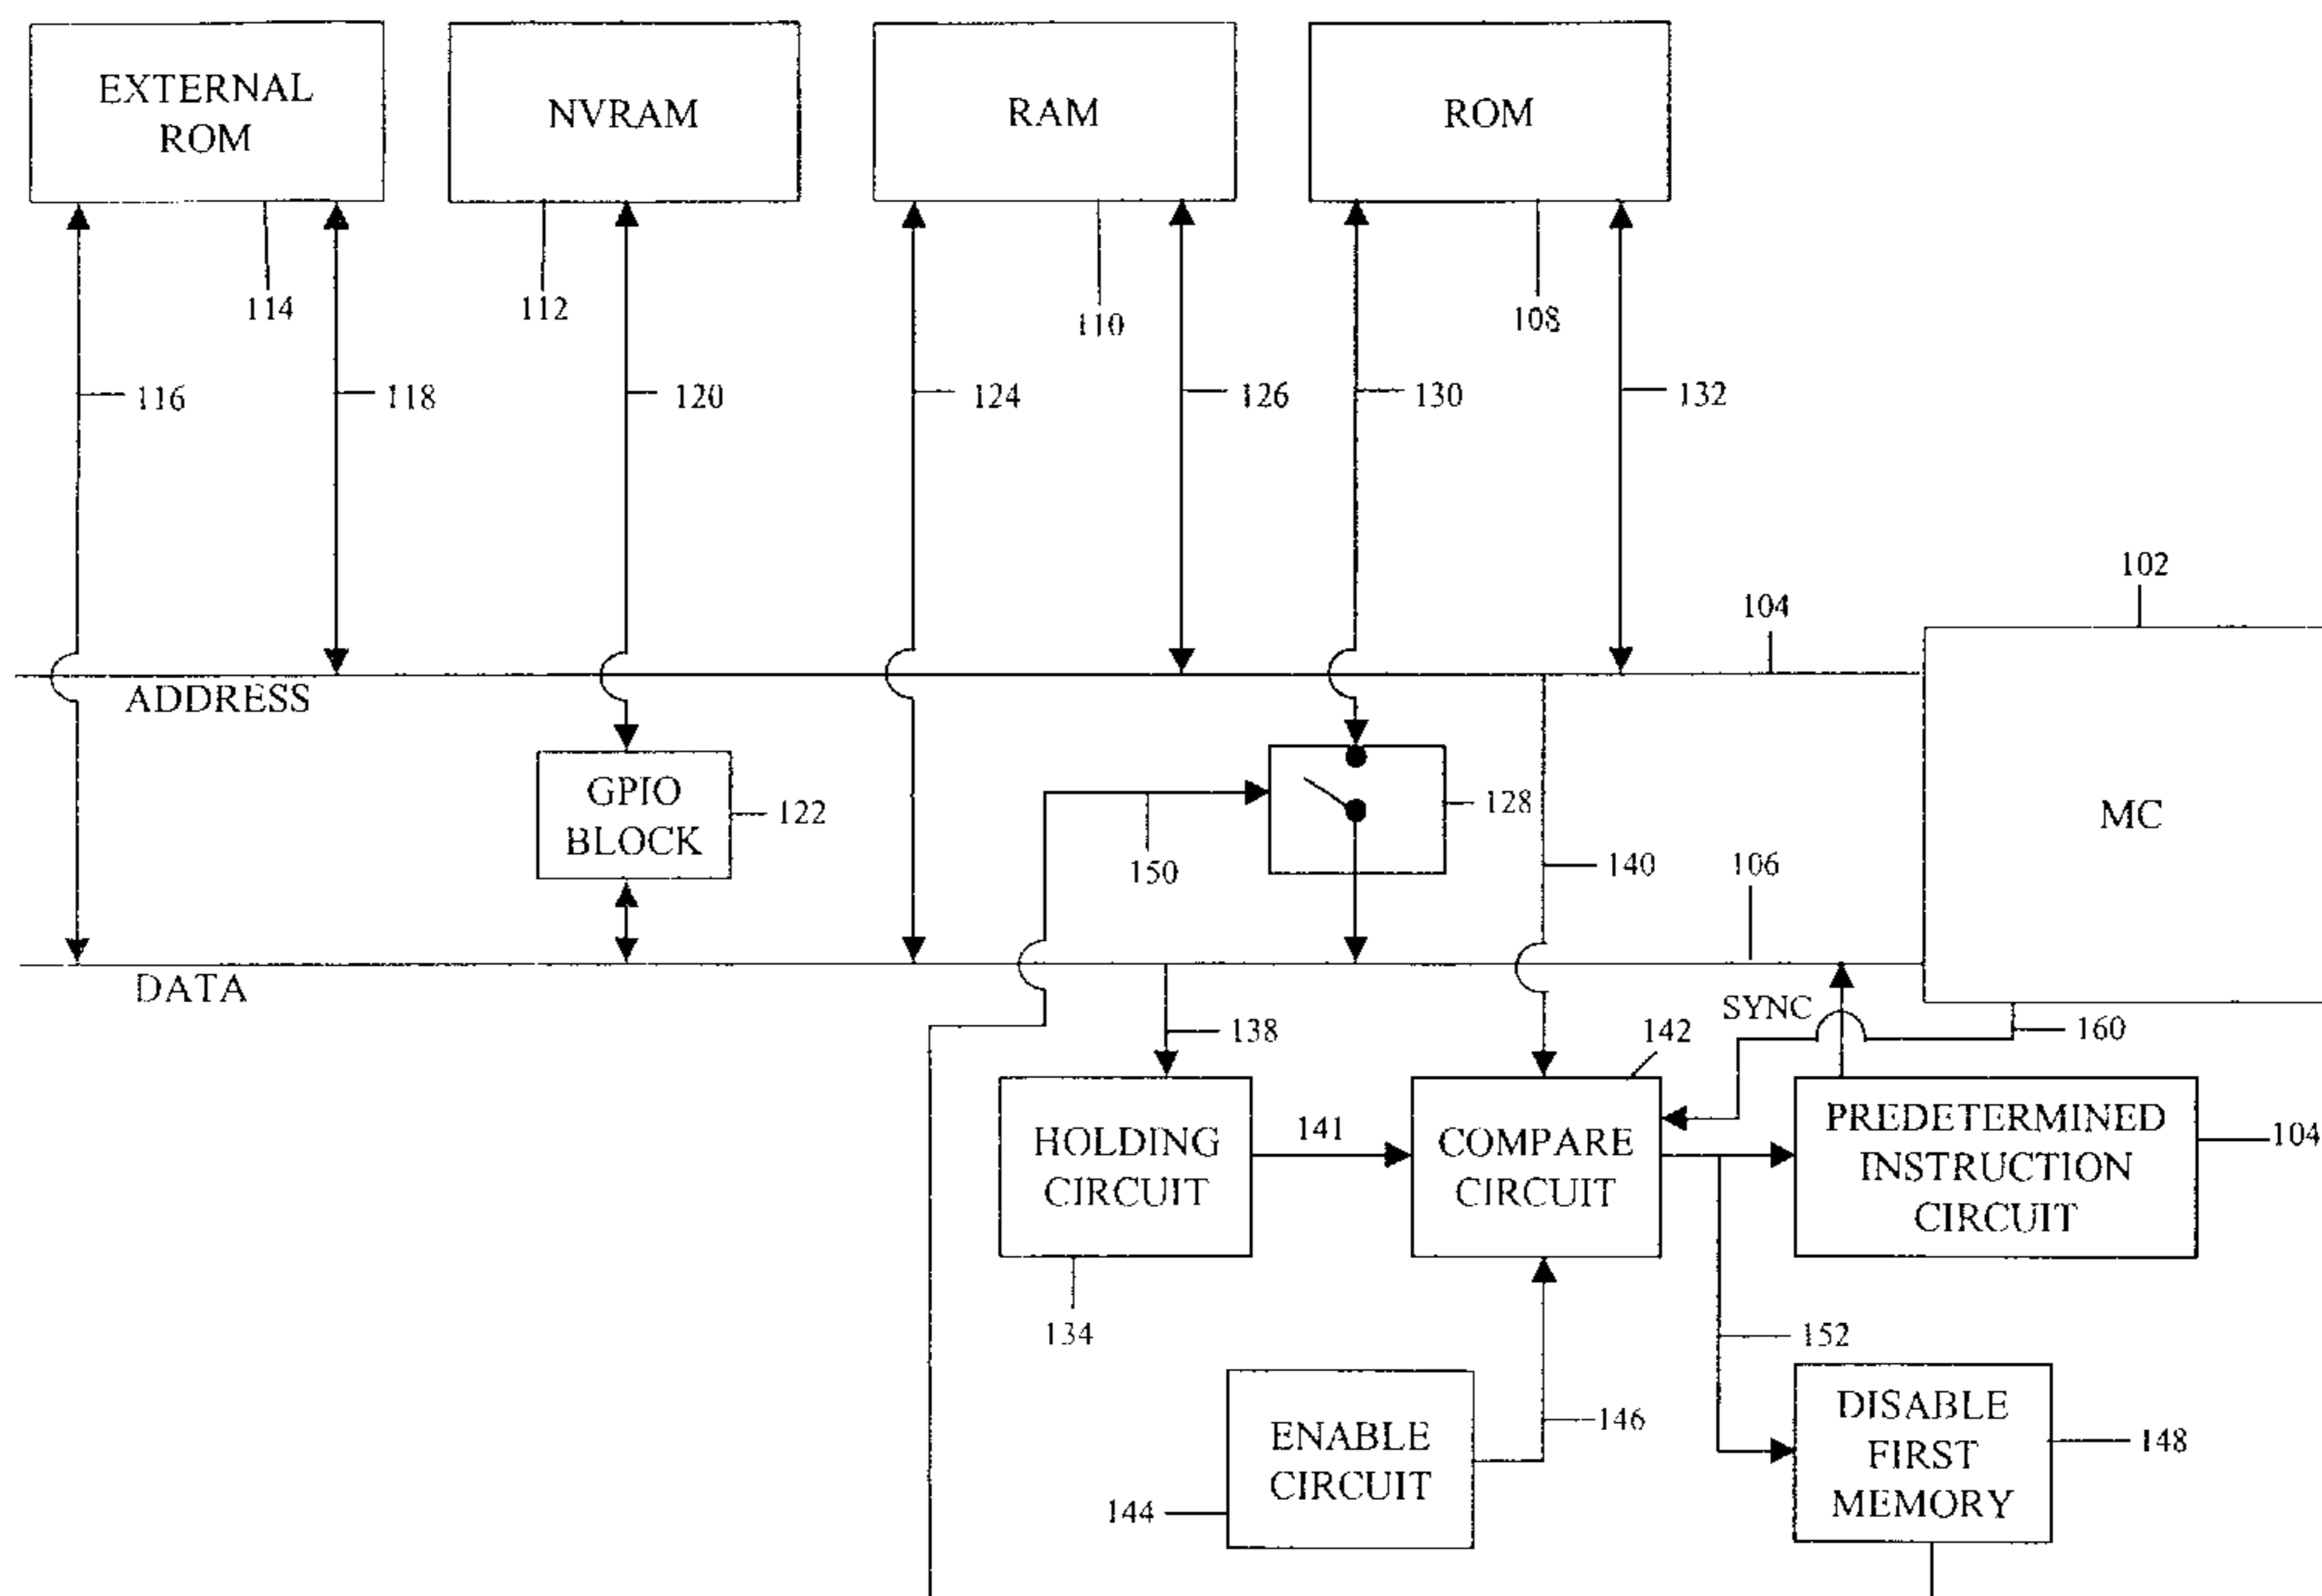 EXTERNAL
ROM
NVRAM
RAM
ROM
114
112
110
108
116
118
120
124
126
130
132
102
104
ADDRESS
GPIO
BLOCK
122
128
150
140
106
MC
DATA
SYNC
138
142
160
HOLDING
CIRCUIT
141
COMPARE
CIRCUIT
PREDETERMINED
INSTRUCTION
CIRCUIT
104
134
152
ENABLE
CIRCUIT
146
144
DISABLE
FIRST
MEMORY
148